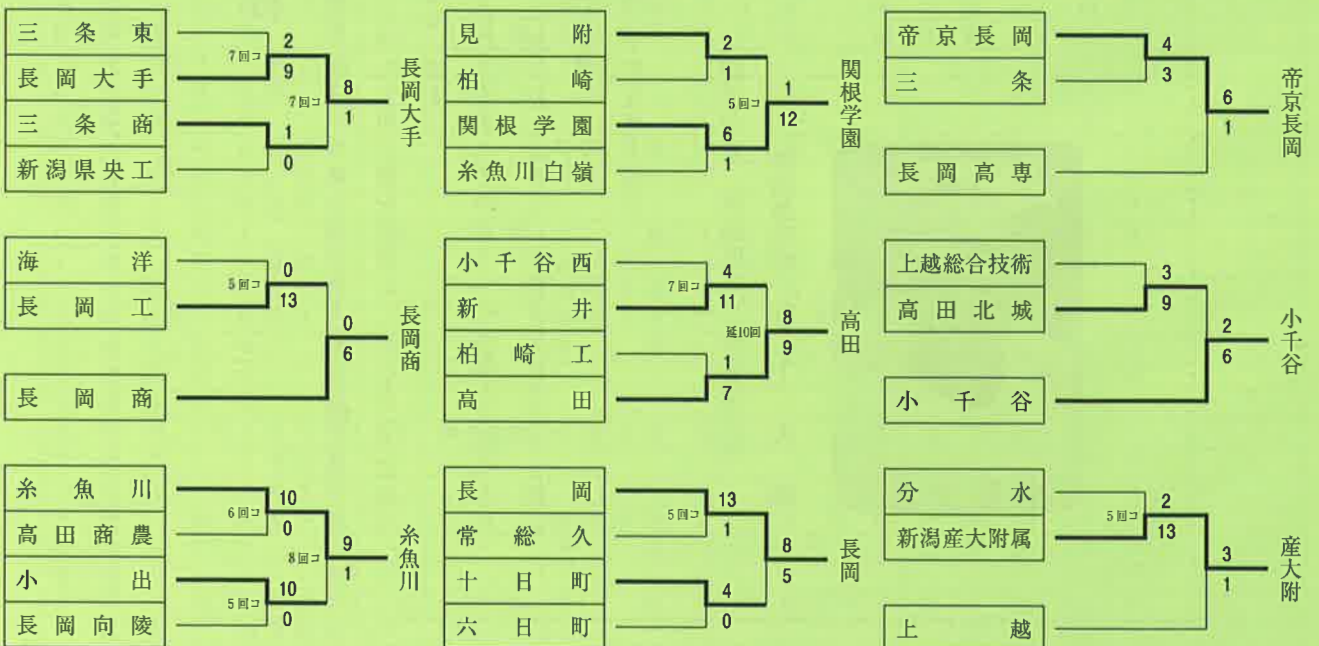 三条東
長岡大手
三条商
新潟県央工
7回コ
2
9
1
0
7回コ
8
1
長岡大手
見附
柏崎
関根学園
糸魚川白嶺
2
1
6
1
5回コ
1
12
関根学園
帝京長岡
三条
長岡高専
4
3
6
1
帝京長岡
海洋
長岡工
長岡商
5回コ
0
13
0
6
長岡商
小千谷西
新井
柏崎工
高田
7回コ
4
11
1
7
延10回
8
9
高田
上越総合技術
高田北城
小千谷
3
9
2
6
小千谷
糸魚川
高田商農
小出
長岡向陵
6回コ
10
0
5回コ
10
0
8回コ
9
1
糸魚川
長岡
常総久
十日町
六日町
5回コ
13
1
4
0
8
5
長岡
分水
新潟産大附属
上越
5回コ
2
13
3
1
産大附